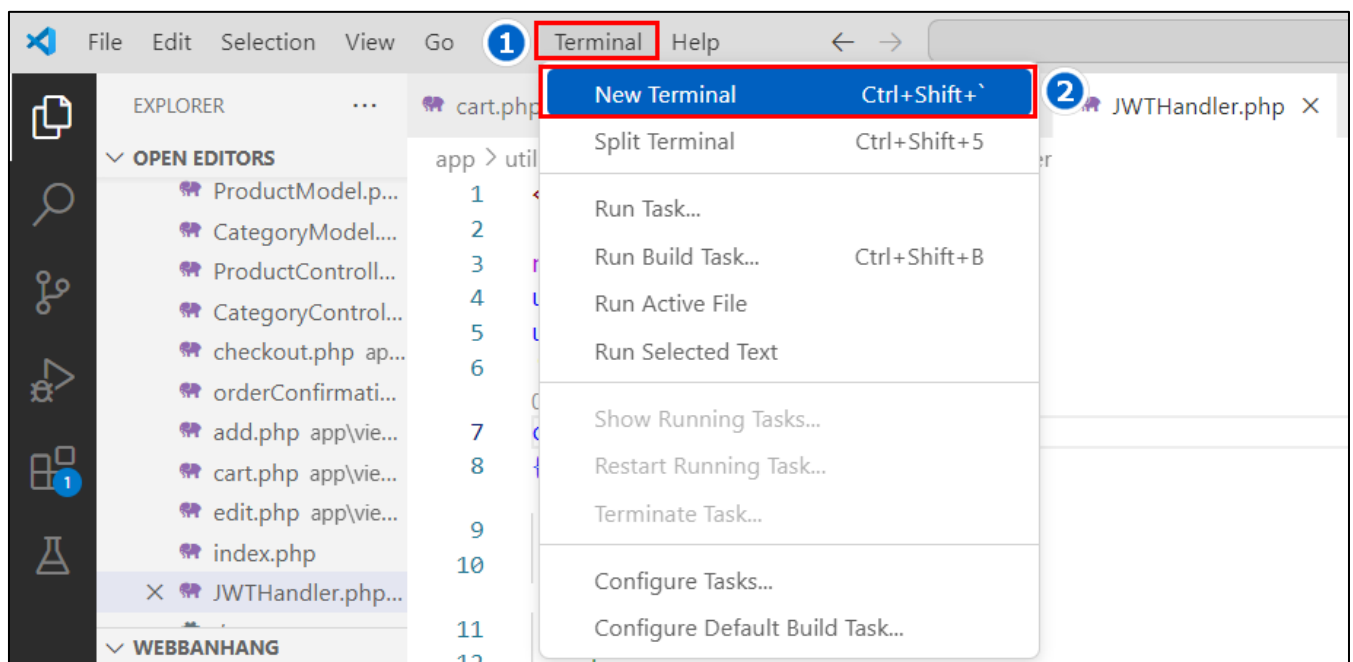 File Edit Selection View Go 1 Terminal Help
EXPLORER ...
cart.php
New Terminal Ctrl+Shift+`
2
JWTHandler.php
OPEN EDITORS
app > util
Split Terminal Ctrl+Shift+5
ProductModel.p...
1 <
CategoryModel....
2
Run Task...
ProductControll...
3
Run Build Task... Ctrl+Shift+B
CategoryControl...
4
Run Active File
checkout.php ap...
5
Run Selected Text
orderConfirmati...
6
add.php app\vie...
7
Show Running Tasks...
cart.php app\vie...
8 {
Restart Running Task...
1
edit.php app\vie...
9
Terminate Task...
index.php
10
JWTHandler.php...
Configure Tasks...
11
Configure Default Build Task...
WEBBANHANG
12